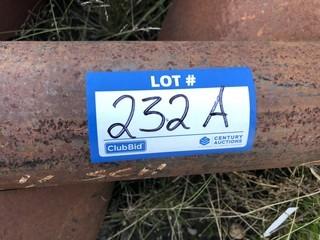 LOT #
232 A
ClubBid
CENTURY
AUCTIONS